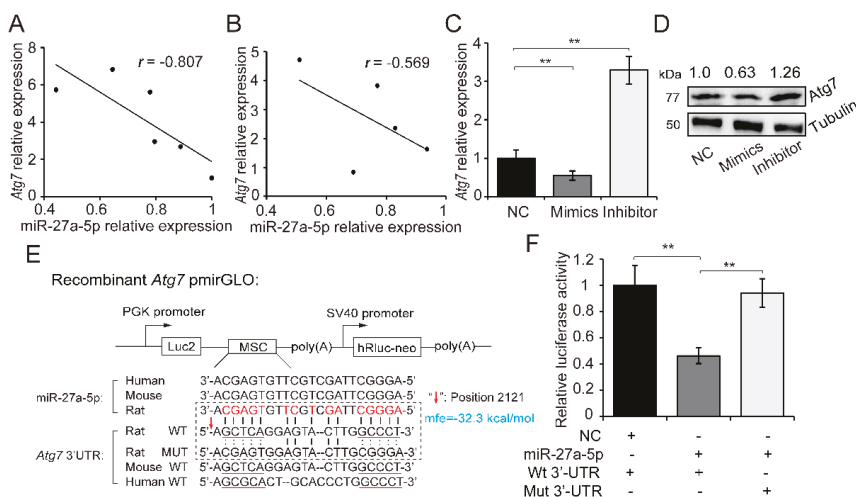 A
r = -0.807
Atg7 relative expression
8
6
4
2
0
0.4
0.6
0.8
1
miR-27a-5p relative expression
B
r = -0.569
Atg7 relative expression
5
4
3
2
1
0
0.4
0.6
0.8
1
miR-27a-5p relative expression
C
**
**
Atg7 relative expression
4
3
2
1
0
NC
Mimics
Inhibitor
D
kDa 1.0 0.63 1.26
77 Atg7
50 Tubulin
NC
Mimics
Inhibitor
E
Recombinant Atg7 pmirGLO:
PGK promoter
SV40 promoter
Luc2
MSC
poly(A)
hRluc-neo
poly(A)
miR-27a-5p:
Human 3'-ACGAGTGTTCGTCGATTCGGGA-5'
Mouse 3'-ACGAGTGTTCGTCGATTCGGGA-5'
Rat 3'-ACGAGTGTTCGTCGATTCGGGA-5'
"↓": Position 2121
mfe=-32.3 kcal/mol
Atg7 3'UTR:
Rat WT 5'-AGCTCAGGAGTA--CTTGGCCCT-3'
Rat MUT 5'-ACGAGTGGAGTA--CTTGCGGGA-3'
Mouse WT 5'-AGCTCAGGAGTA--CTTGGCCCT-3'
Human WT 5'-AGCGCACT-GCACCCTGGCCCT-3'
F
**
**
Relative luciferase activity
1.2
1
0.8
0.6
0.4
0.2
0
NC + - -
miR-27a-5p - + +
Wt 3'-UTR + + -
Mut 3'-UTR - - +